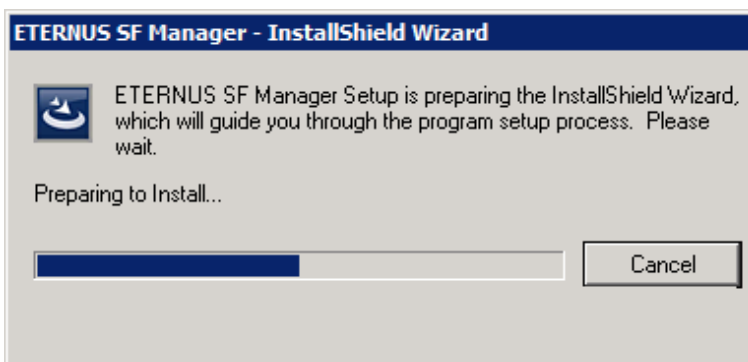 ETERNUS SF Manager - InstallShield Wizard
ETERNUS SF Manager Setup is preparing the InstallShield Wizard,
which will guide you through the program setup process. Please
wait.
Preparing to Install...
Cancel